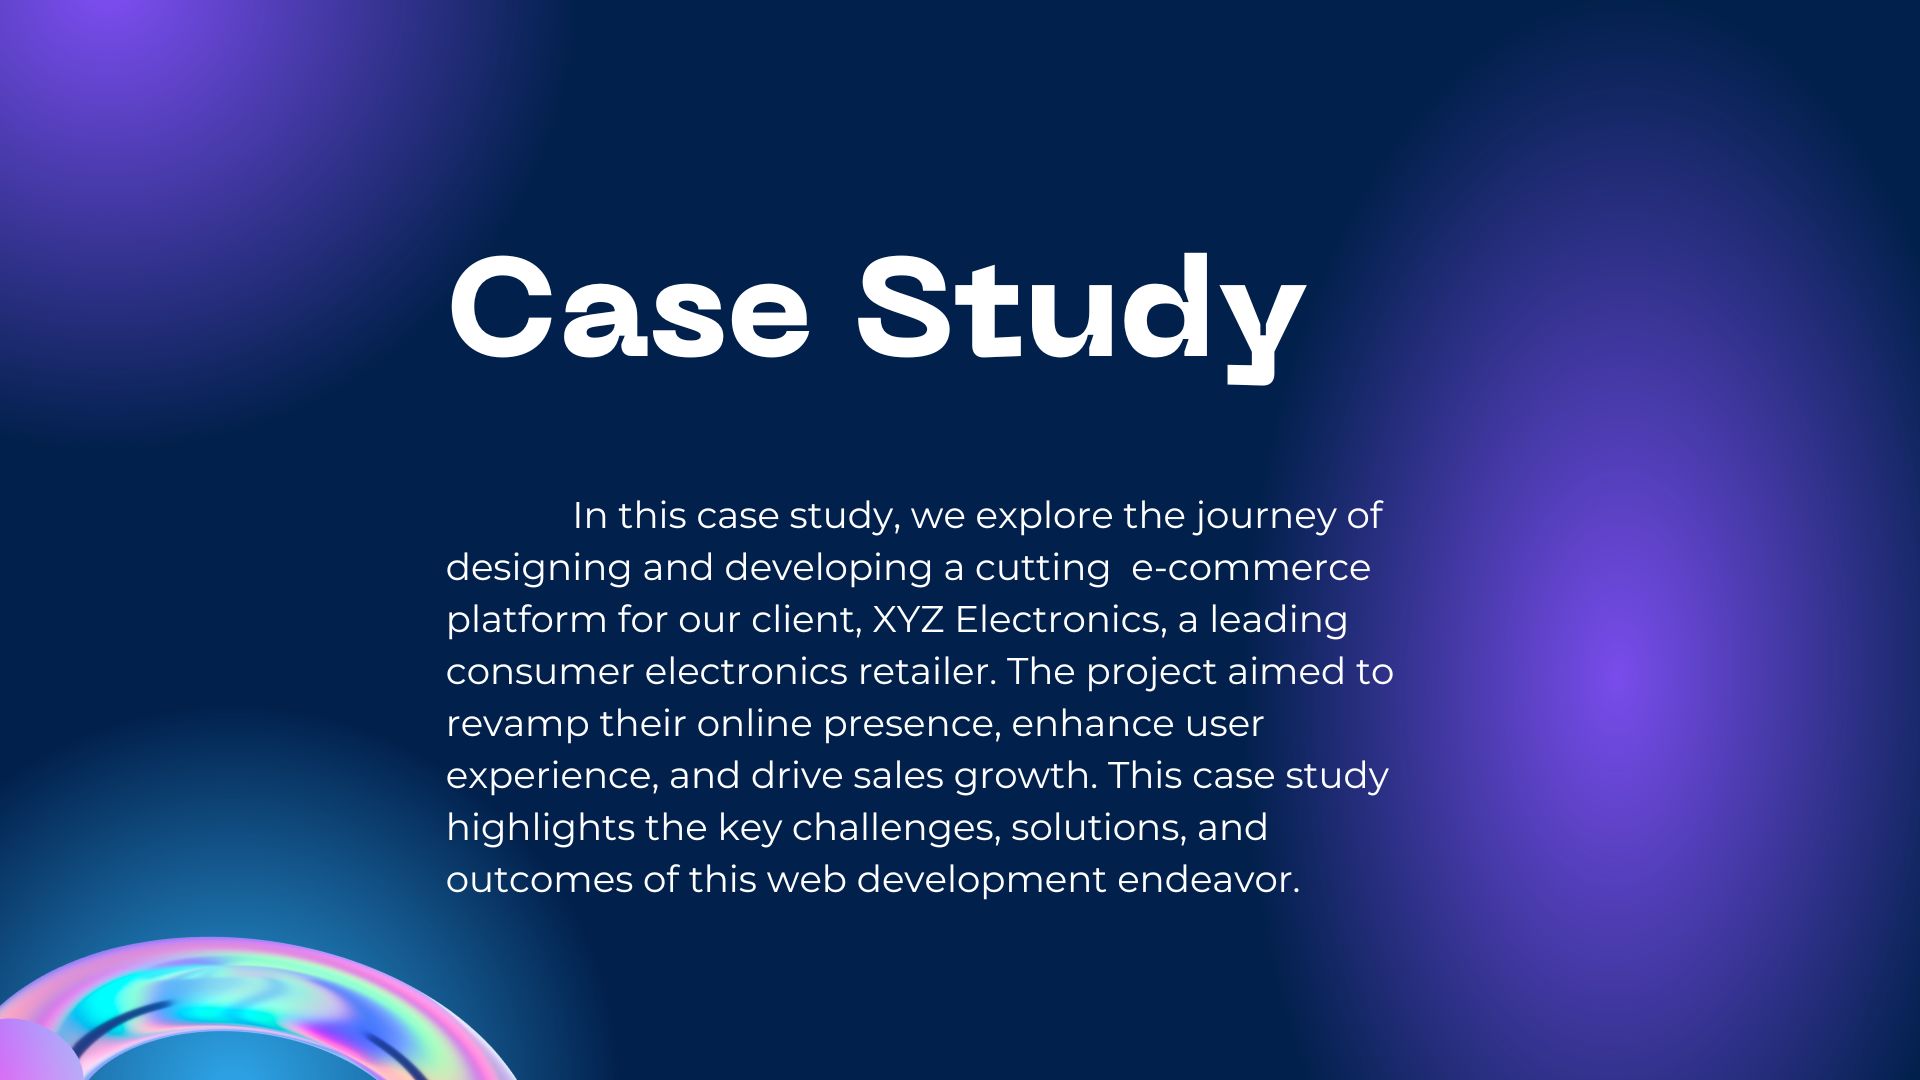 Case Study
In this case study, we explore the journey of
designing and developing a cutting  e-commerce
platform for our client, XYZ Electronics, a leading
consumer electronics retailer. The project aimed to
revamp their online presence, enhance user
experience, and drive sales growth. This case study
highlights the key challenges, solutions, and
outcomes of this web development endeavor.